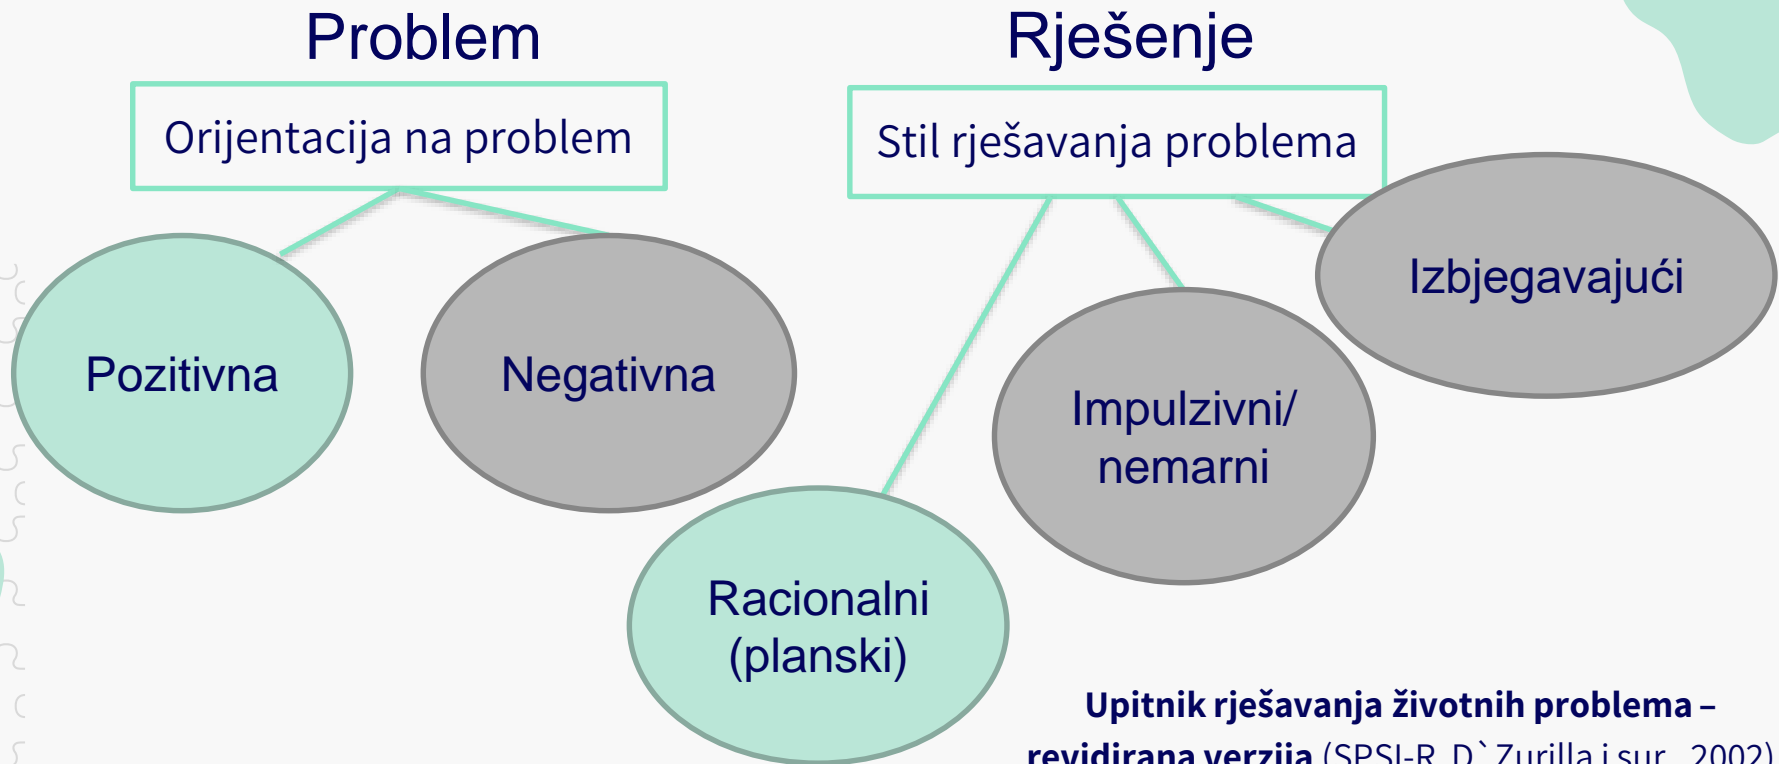 Problem
Rješenje
Orijentacija na problem
Stil rješavanja problema
Pozitivna
Negativna
Izbjegavajući
Impulzivni/
nemarni
Racionalni
(planski)
Upitnik rješavanja životnih problema –
revidirana verzija (SPSI-R, D`Zurilla i sur., 2002)